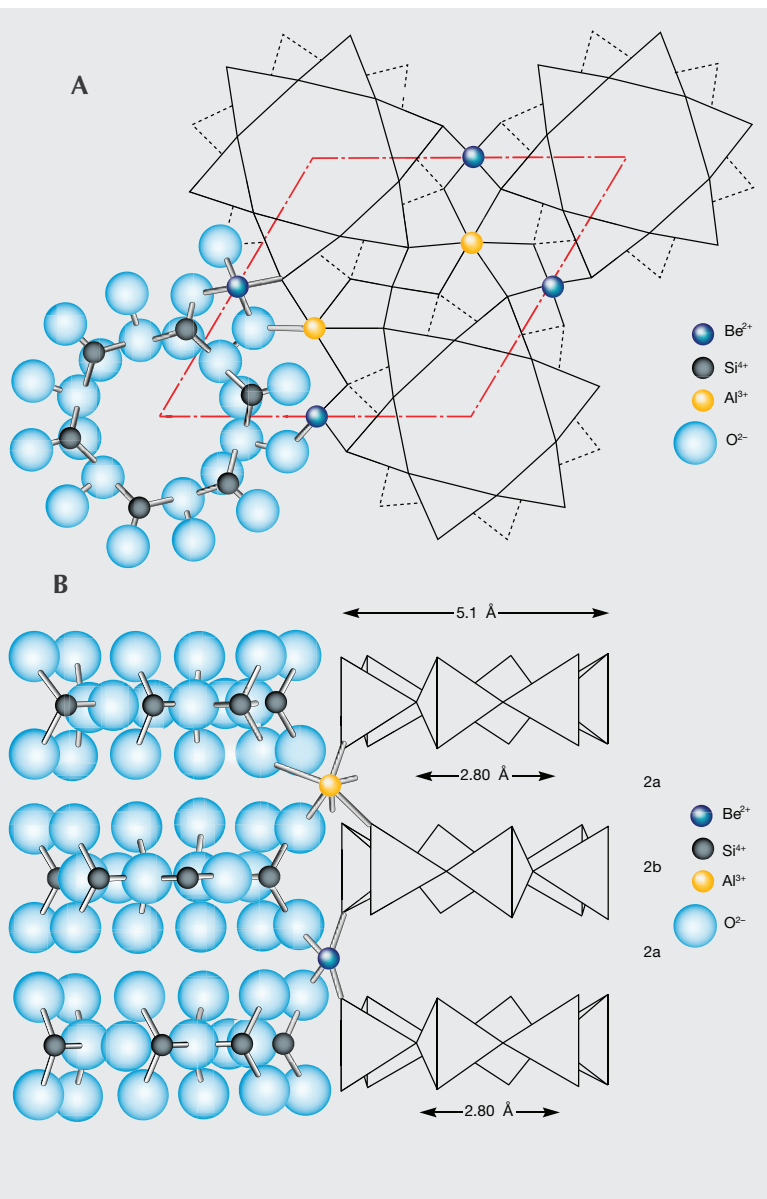 A
Be²⁺
Si⁴⁺
Al³⁺
O²⁻
B
5.1 Å
2.80 Å
2a
Be²⁺
Si⁴⁺
2b
Al³⁺
O²⁻
2a
2.80 Å